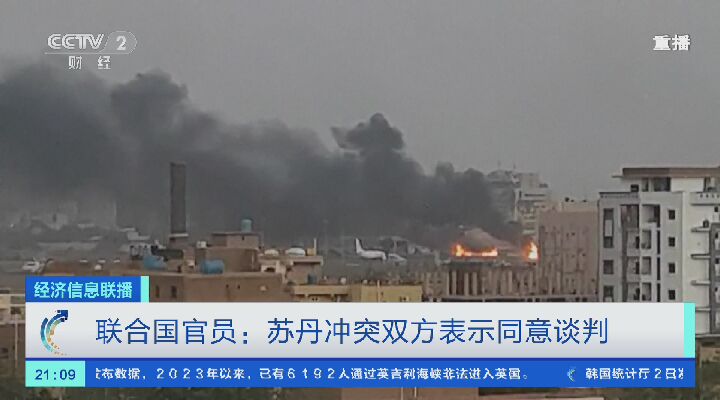 CCTV 2
财 经
重播
经济信息联播
联合国官员：苏丹冲突双方表示同意谈判
21:09
发布数据，2023年以来，已有6192人通过英吉利海峡非法进入英国。 韩国统计厅2日发